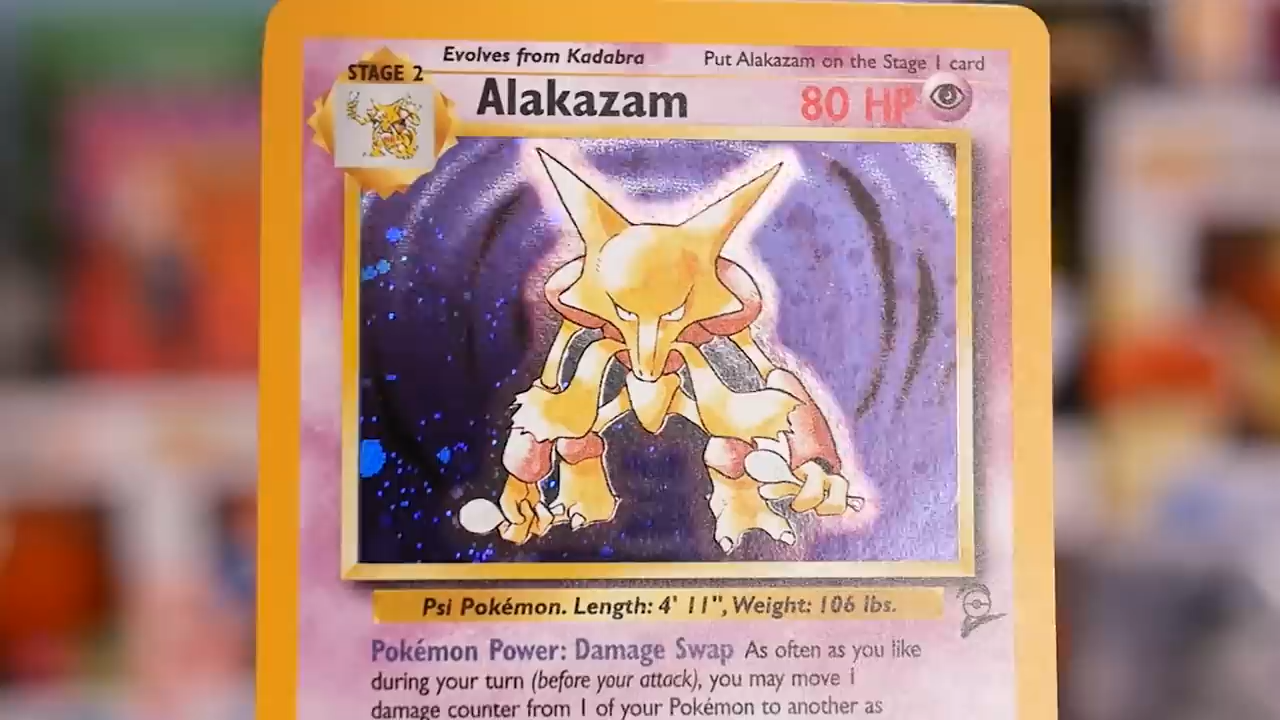 Evolves from Kadabra
Put Alakazam on the Stage 1 card
STAGE 2
Alakazam
80 HP
Psi Pokémon. Length: 4' 11", Weight: 106 lbs.
Pokémon Power: Damage Swap As often as you like
during your turn (before your attack), you may move 1
damage counter from 1 of your Pokémon to another as